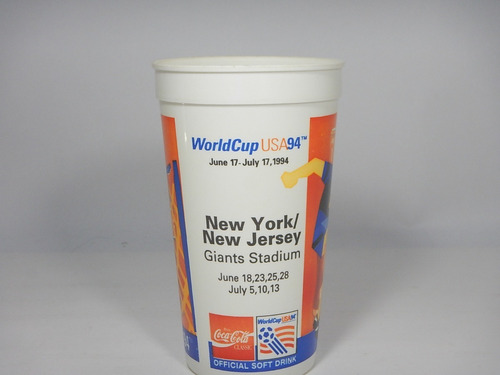 WorldCup USA94™
June 17 - July 17, 1994
New York/
New Jersey
Giants Stadium
June 18,23,25,28
July 5,10,13
Coca-Cola
CLASSIC
WorldCup USA94
OFFICIAL SOFT DRINK